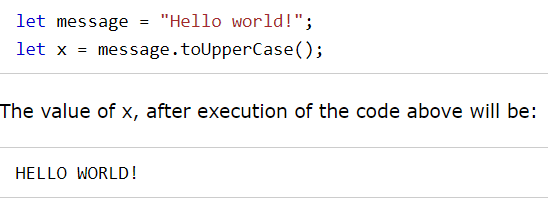 let message = "Hello world!";
let x = message.toUpperCase();
The value of x, after execution of the code above will be:
HELLO WORLD!